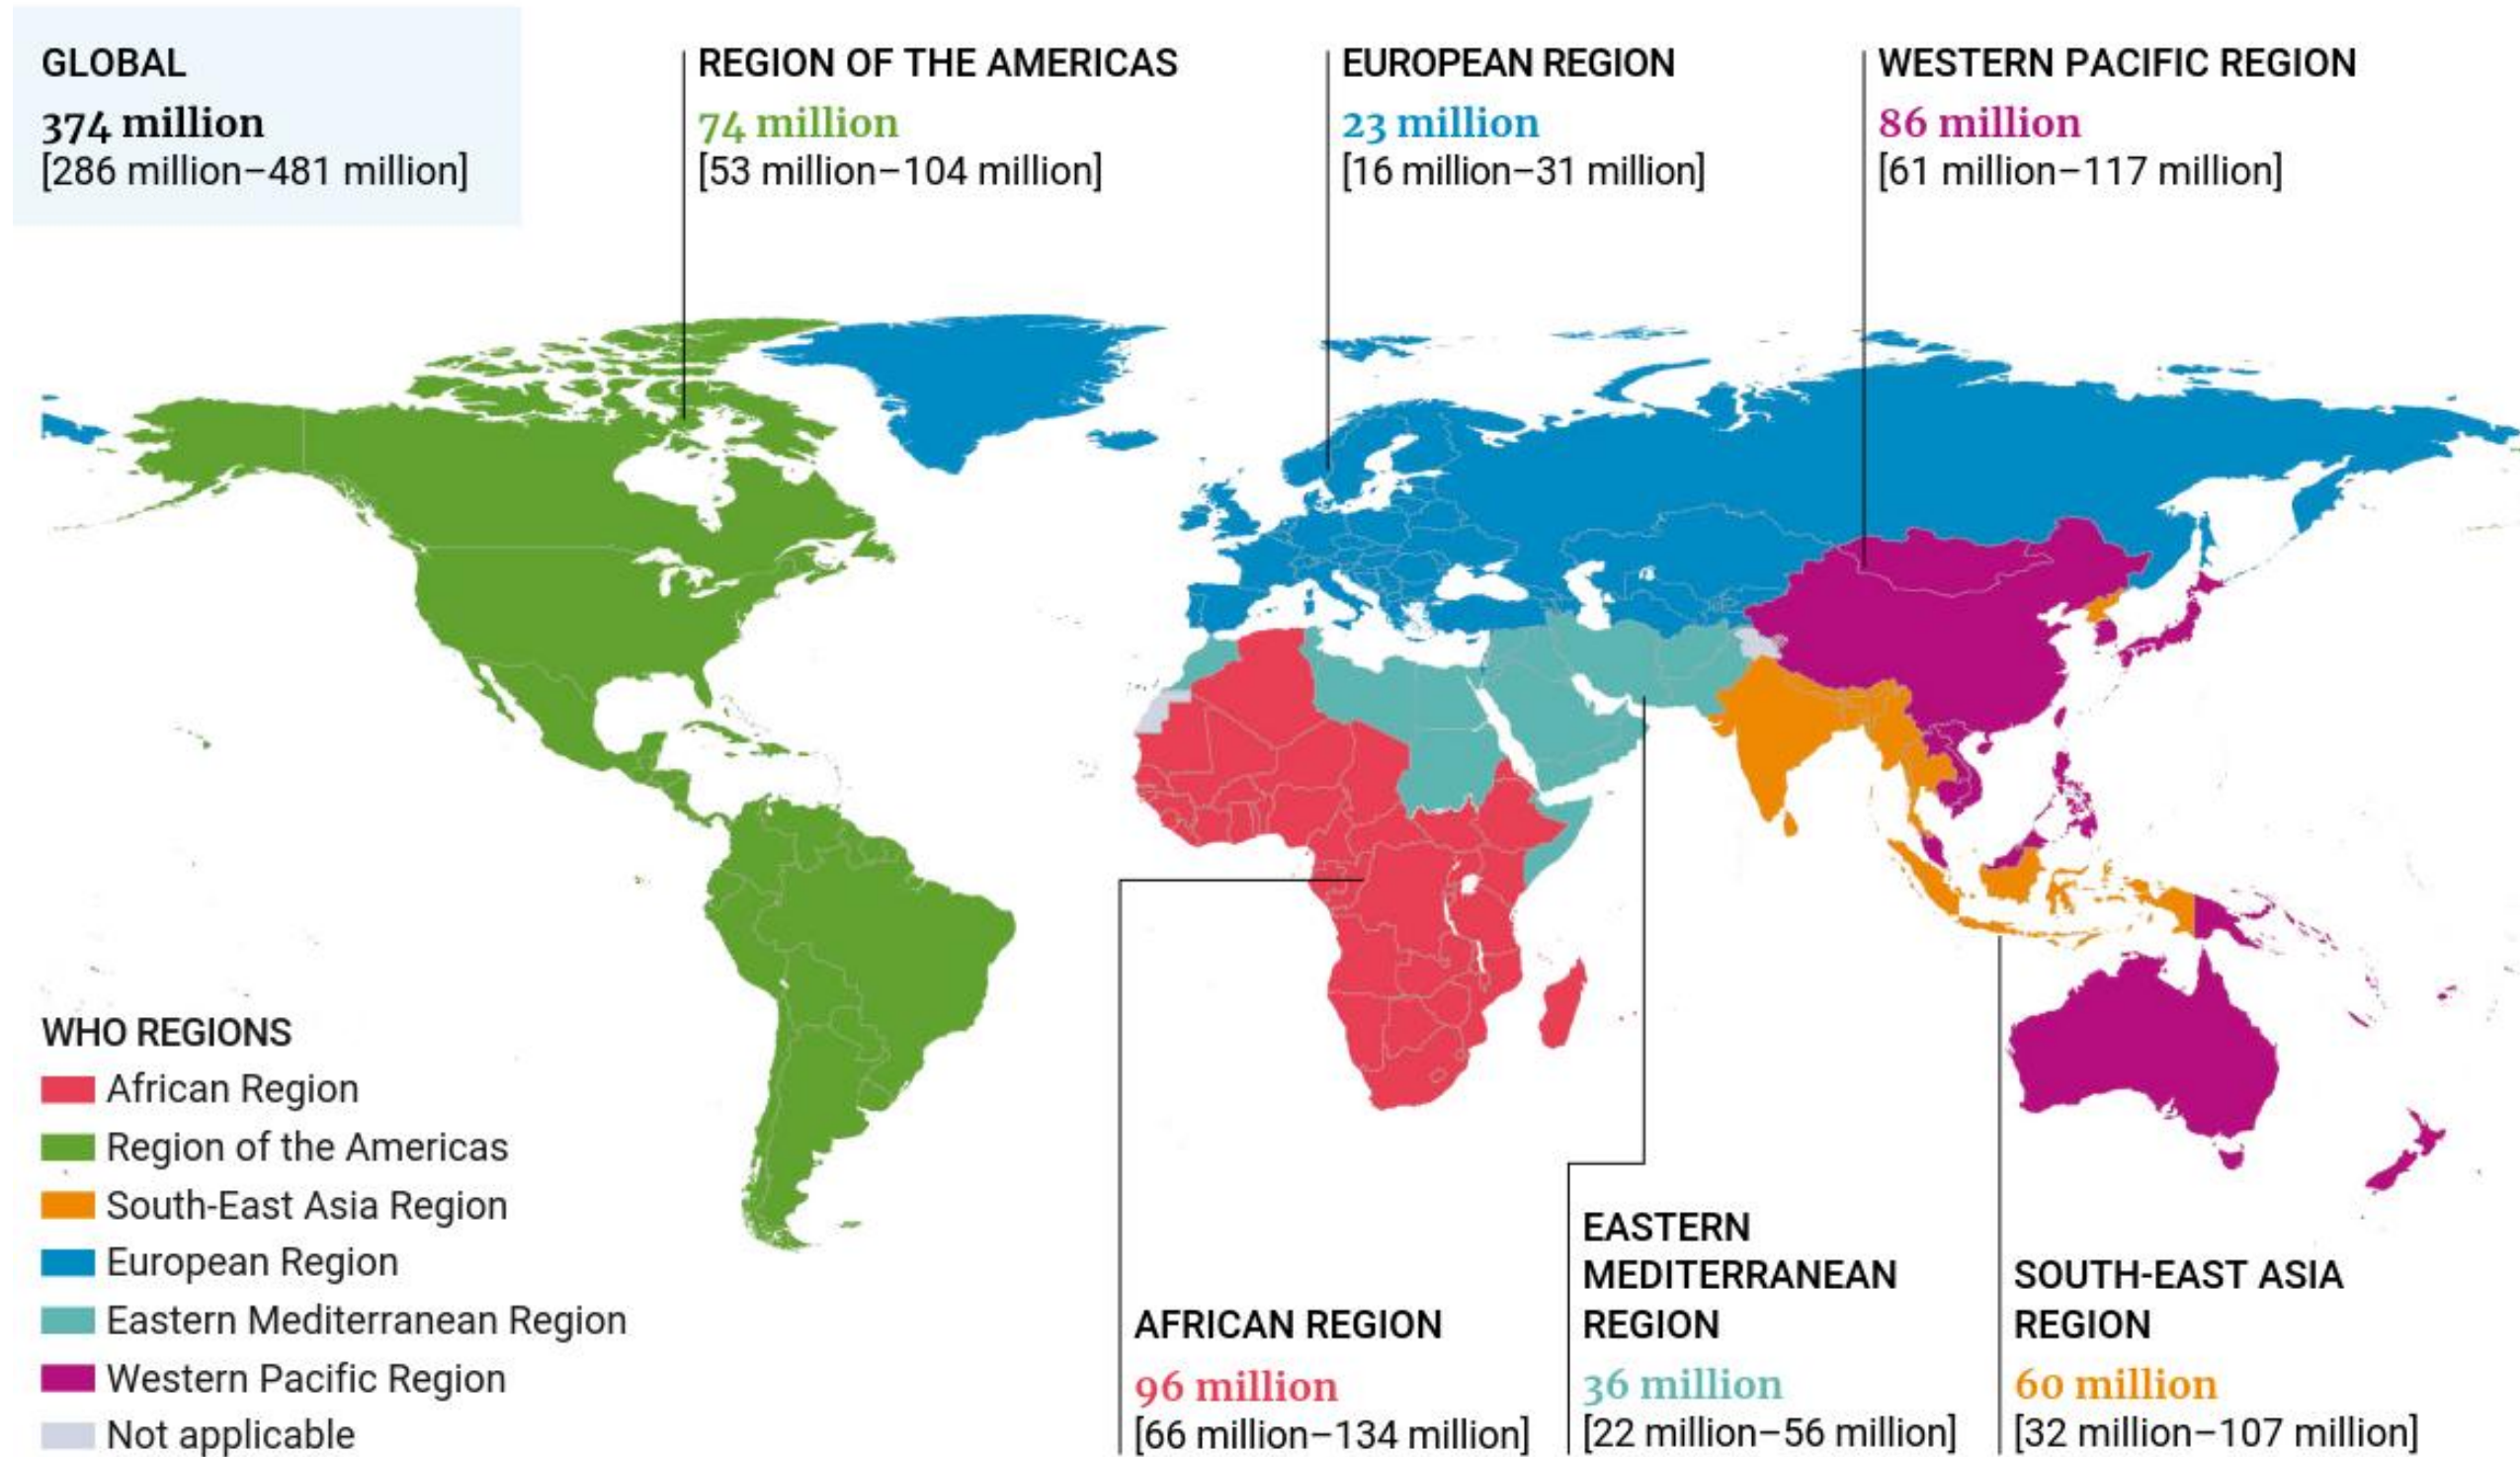 GLOBAL
374 million
[286 million–481 million]
REGION OF THE AMERICAS
74 million
[53 million–104 million]
EUROPEAN REGION
23 million
[16 million–31 million]
WESTERN PACIFIC REGION
86 million
[61 million–117 million]
WHO REGIONS
African Region
Region of the Americas
South-East Asia Region
European Region
Eastern Mediterranean Region
Western Pacific Region
Not applicable
AFRICAN REGION
96 million
[66 million–134 million]
EASTERN
MEDITERRANEAN
REGION
36 million
[22 million–56 million]
SOUTH-EAST ASIA
REGION
60 million
[32 million–107 million]